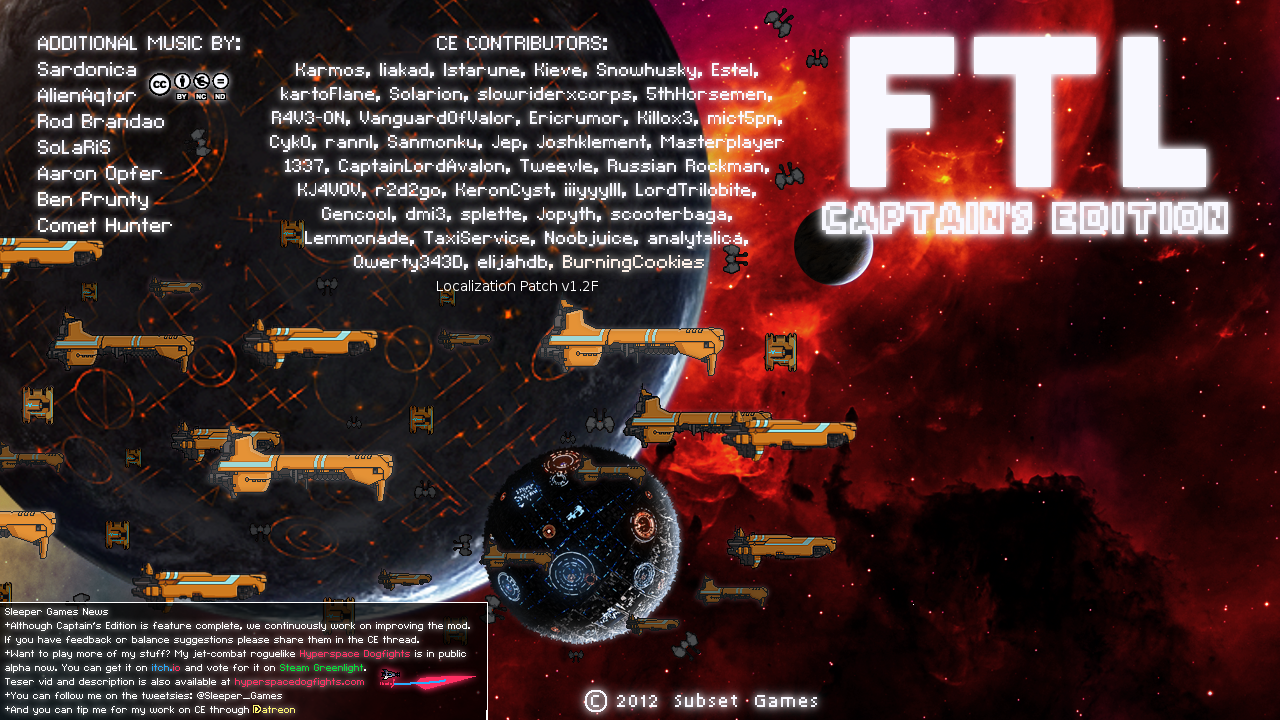 ADDITIONAL MUSIC BY:
Sardonica
AlienAqtor
Rod Brandao
SoLaRiS
Aaron Opfer
Ben Prunty
Comet Hunter
cc BY NC ND
CE CONTRIBUTORS:
Karmos, liakad, Istarune, Kieve, Snowhusky, Estel,
kartoFlane, Solarion, slowriderxcorps, 5thHorsemen,
R4V3-0N, VanguardOfValor, Ericrumor, Killox3, mict5pn,
CykO, rannl, Sanmonku, Jep, Joshklement, Masterplayer
1337, CaptainLordAvalon, Tweevle, Russian Rockman,
KJ4VOV, r2d2go, KeronCyst, iiiyyylll, LordTrilobite,
Gencool, dmi3, splette, Jopyth, scooterbaga,
Lemmonade, TaxiService, Noobjuice, analytalica,
Qwerty343D, elijahdb, BurningCookies
Localization Patch v1.2F
FTL
CAPTAIN'S EDITION
Sleeper Games News
*Although Captain's Edition is feature complete, we continuously work on improving the mod.
If you have feedback or balance suggestions please share them in the CE thread.
*Want to play more of my stuff? My jet-combat roguelike Hyperspace Dogfights is in public
alpha now. You can get it on itch.io and vote for it on Steam Greenlight.
Teser vid and description is also available at hyperspacedogfights.com
*You can follow me on the tweetsies: @Sleeper_Games
*And you can tip me for my work on CE through Patreon
© 2012 Subset Games